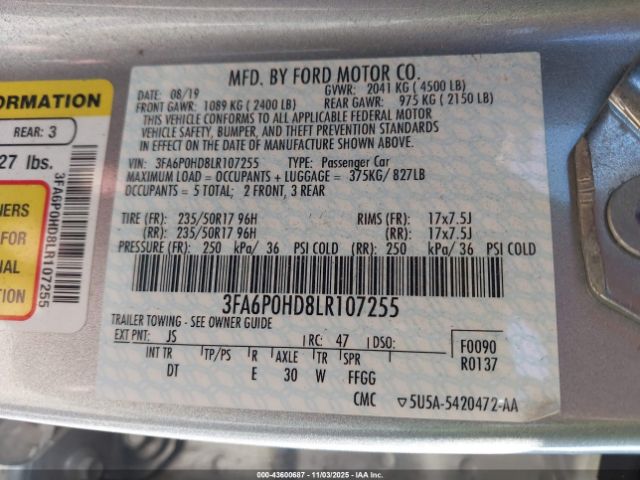 MFD. BY FORD MOTOR CO.
DATE: 08/19 GVWR: 2041 KG ( 4500 LB)
FRONT GAWR: 1089 KG ( 2400 LB) REAR GAWR: 975 KG ( 2150 LB)
THIS VEHICLE CONFORMS TO ALL APPLICABLE FEDERAL MOTOR
VEHICLE SAFETY, BUMPER, AND THEFT PREVENTION STANDARDS
IN EFFECT ON THE DATE OF MANUFACTURE SHOWN ABOVE.
VIN: 3FA6P0HD8LR107255 TYPE: Passenger Car
MAXIMUM LOAD = OCCUPANTS + LUGGAGE = 375KG/ 827LB
OCCUPANTS = 5 TOTAL; 2 FRONT, 3 REAR
TIRE (FR): 235/50R17 96H RIMS (FR): 17x7.5J
(RR): 235/50R17 96H (RR): 17x7.5J
PRESSURE (FR): 250 kPa/ 36 PSI COLD (RR): 250 kPa/ 36 PSI COLD
3FA6P0HD8LR107255
TRAILER TOWING - SEE OWNER GUIDE
EXT PNT: JS RC: 47 DSO: F0090
R0137
INT TR TP/PS R AXLE TR SPR
DT E 30 W FFGG
CMC ▽5U5A-5420472-AA
ORMATION
REAR: 3
27 lbs.
IERS
FOR
IAL
ON
3FA6P0HD8LR107255
000-43600687 - 11/03/2025 - IAAI.com